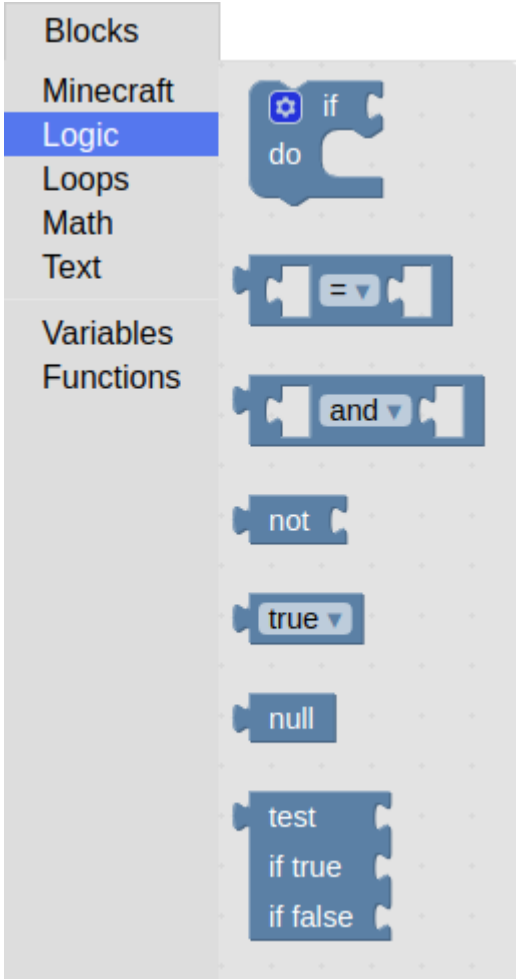 Blocks
Minecraft
Logic
Loops
Math
Text
Variables
Functions
if
do
= ▾
and ▾
not
true ▾
null
test
if true
if false